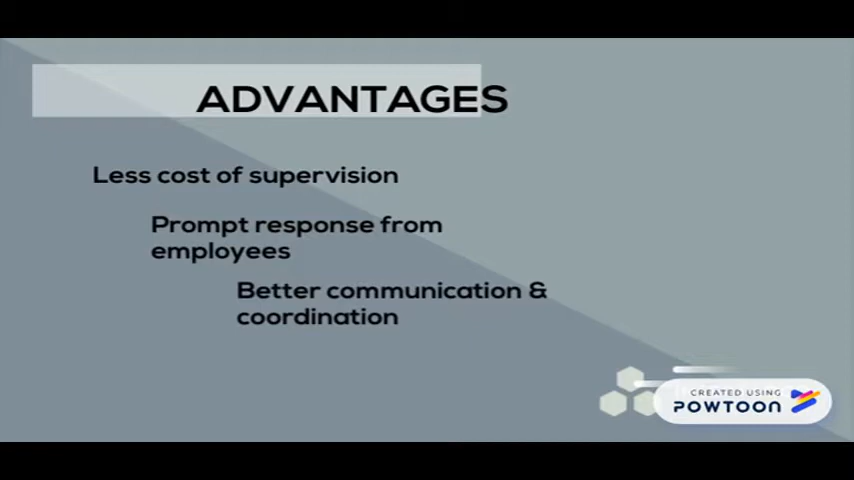 ADVANTAGES
Less cost of supervision
Prompt response from
employees
Better communication &
coordination
CREATED USING
POWTOON